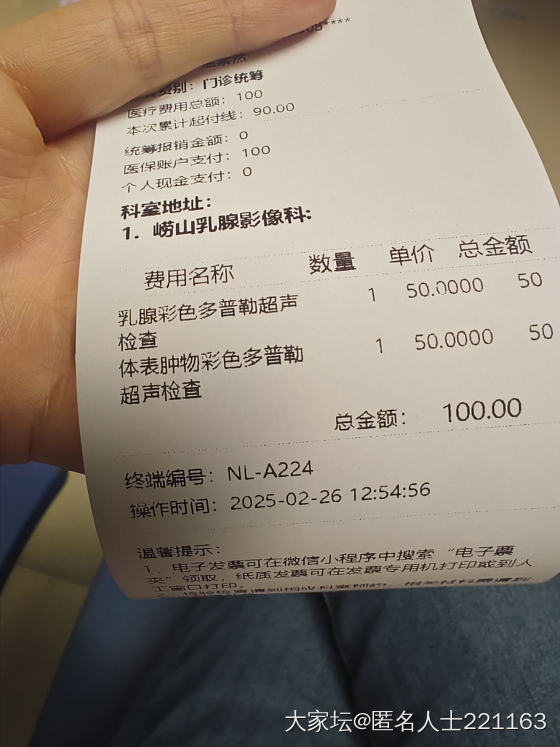 费别：门诊统筹
医疗费用总额：100
本次累计起付线：90.00
统筹报销金额：0
医保账户支付：100
个人现金支付：0
科室地址：
1. 崂山乳腺影像科:
费用名称 数量 单价 总金额
乳腺彩色多普勒超声 1 50.0000 50
检查
体表肿物彩色多普勒 1 50.0000 50
超声检查
总金额： 100.00
终端编号：NL-A224
操作时间：2025-02-26 12:54:56
温馨提示：
1、电子发票可在微信小程序中搜索“电子票
夹”领取，纸质发票可在发票专用机打印或到人
工窗口打印。
大家坛@匿名人士221163